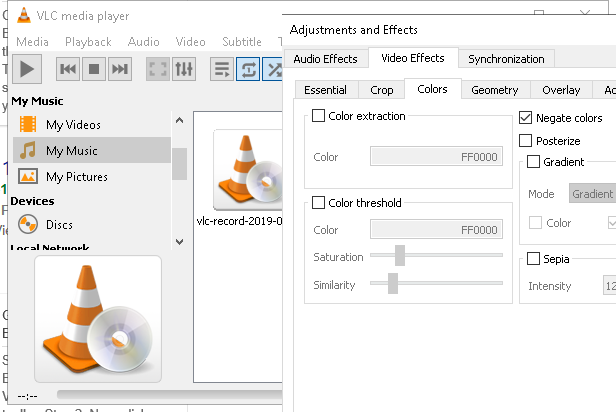 VLC media player
Media Playback Audio Video Subtitle T
My Music
My Videos
My Music
My Pictures
Devices
Discs
Local Network
vlc-record-2019-0
--:--
Adjustments and Effects
Audio Effects Video Effects Synchronization
Essential Crop Colors Geometry Overlay
Color extraction
Color FF0000
Color threshold
Color FF0000
Saturation
Similarity
Negate colors
Posterize
Gradient
Mode Gradient
Color
Sepia
Intensity 12